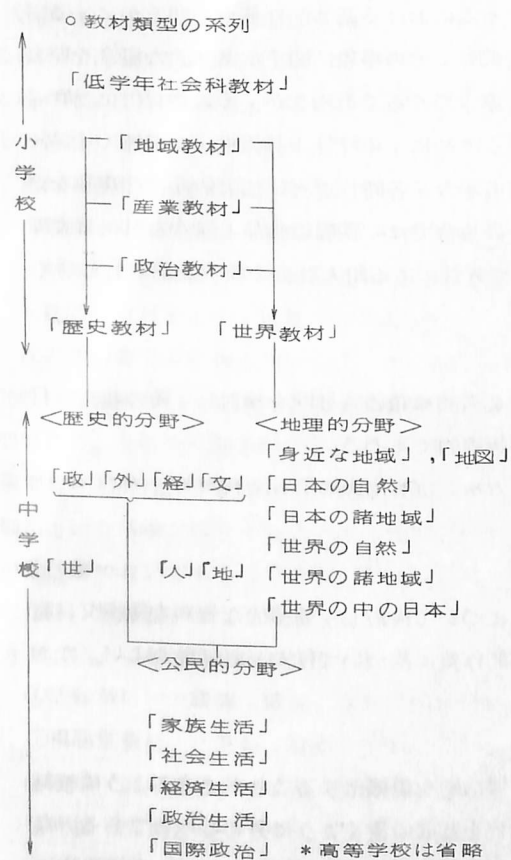 教材類型の系列
「低学年社会科教材」
小学校
「地域教材」
「産業教材」
「政治教材」
「歴史教材」 「世界教材」
<歴史的分野> <地理的分野>
「身近な地域」,「地図」
「政」「外」「経」「文」 「日本の自然」
「日本の諸地域」
中学校
「世界の自然」
「世」 「人」「地」 「世界の諸地域」
「世界の中の日本」
<公民的分野>
「家族生活」
「社会生活」
「経済生活」
「政治生活」
「国際政治」 *高等学校は省略